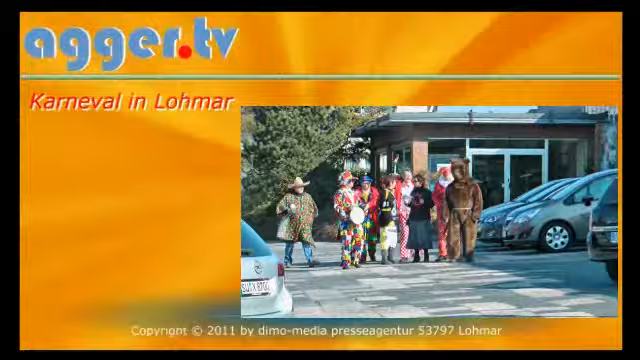 agger.tv
Karneval in Lohmar
Copyright © 2011 by dimo-media presseagentur 53797 Lohmar